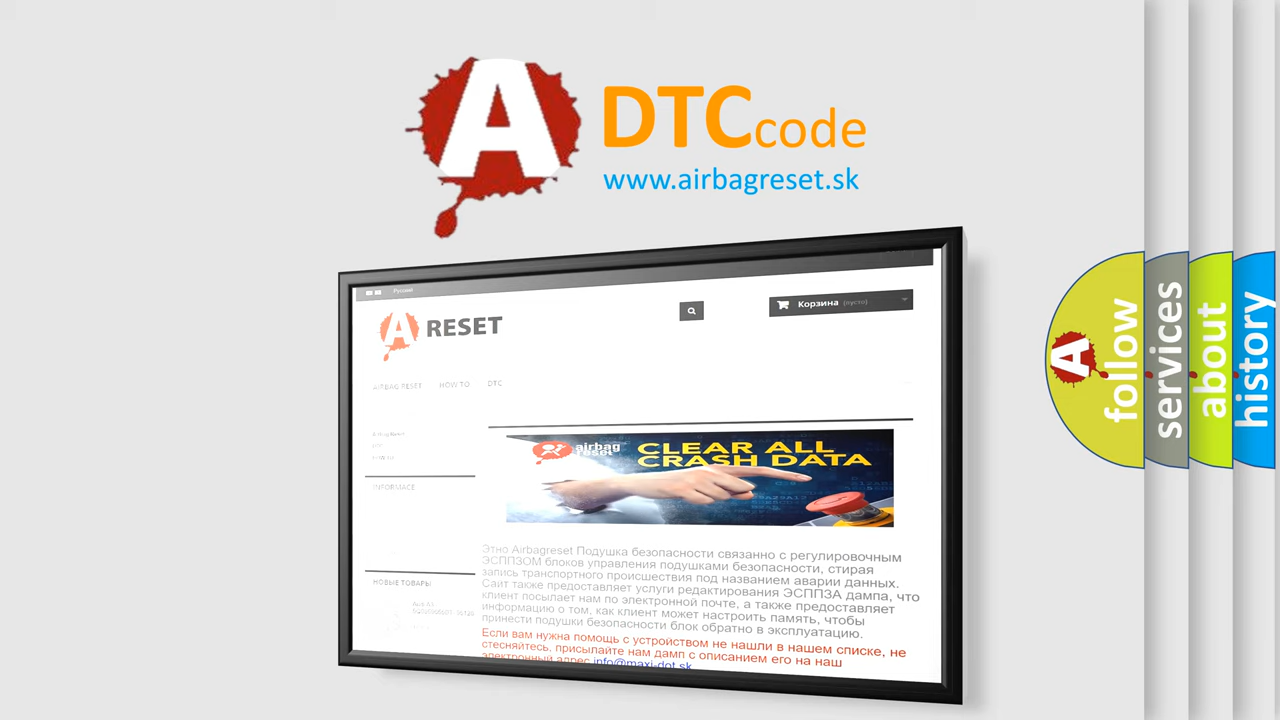 A DTCcode
www.airbagreset.sk
Русский
Корзина (пусто)
A RESET
AIRBAG RESET HOW TO DTC
INFORMACE
НОВЫЕ ТОВАРЫ
airbag
reset
CLEAR ALL
CRASH DATA
Этно Airbagreset Подушка безопасности связанно с регулировочным
ЭСППЗОМ блоков управления подушками безопасности, стирая
запись транспортного происшествия под названием аварии данных.
Сайт также предоставляет услуги редактирования ЭСППЗА дампа, что
клиент посылает нам по электронной почте, а также предоставляет
информацию о том, как клиент может настроить память, чтобы
принести подушки безопасности блок обратно в эксплуатацию.
Если вам нужна помощь с устройством не нашли в нашем списке, не
стесняйтесь, присылайте нам дамп с описанием его на наш
электронный адрес info@maxi-dot.sk
A
follow
services
about
history